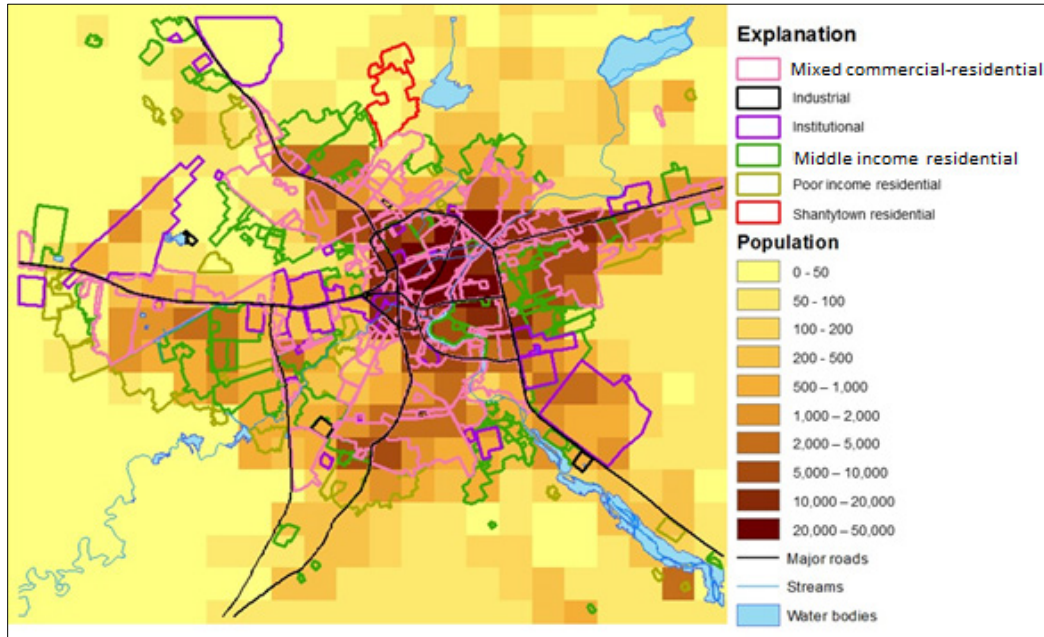 Explanation
Mixed commercial-residential
Industrial
Institutional
Middle income residential
Poor income residential
Shantytown residential
Population
0 - 50
50 - 100
100 - 200
200 - 500
500 – 1,000
1,000 – 2,000
2,000 – 5,000
5,000 – 10,000
10,000 – 20,000
20,000 – 50,000
Major roads
Streams
Water bodies